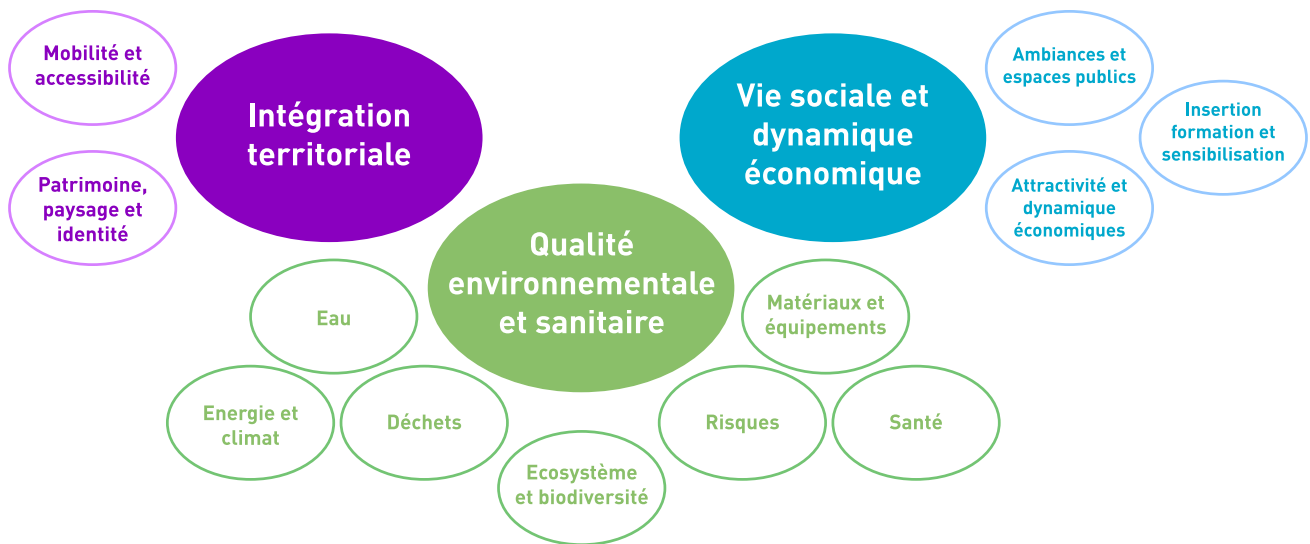 Mobilité et
accessibilité
Patrimoine,
paysage et
identité
Intégration
territoriale
Vie sociale et
dynamique
économique
Ambiances et
espaces publics
Insertion
formation et
sensibilisation
Attractivité et
dynamique
économiques
Qualité
environnementale
et sanitaire
Eau
Energie et
climat
Déchets
Ecosystème
et biodiversité
Matériaux et
équipements
Risques
Santé